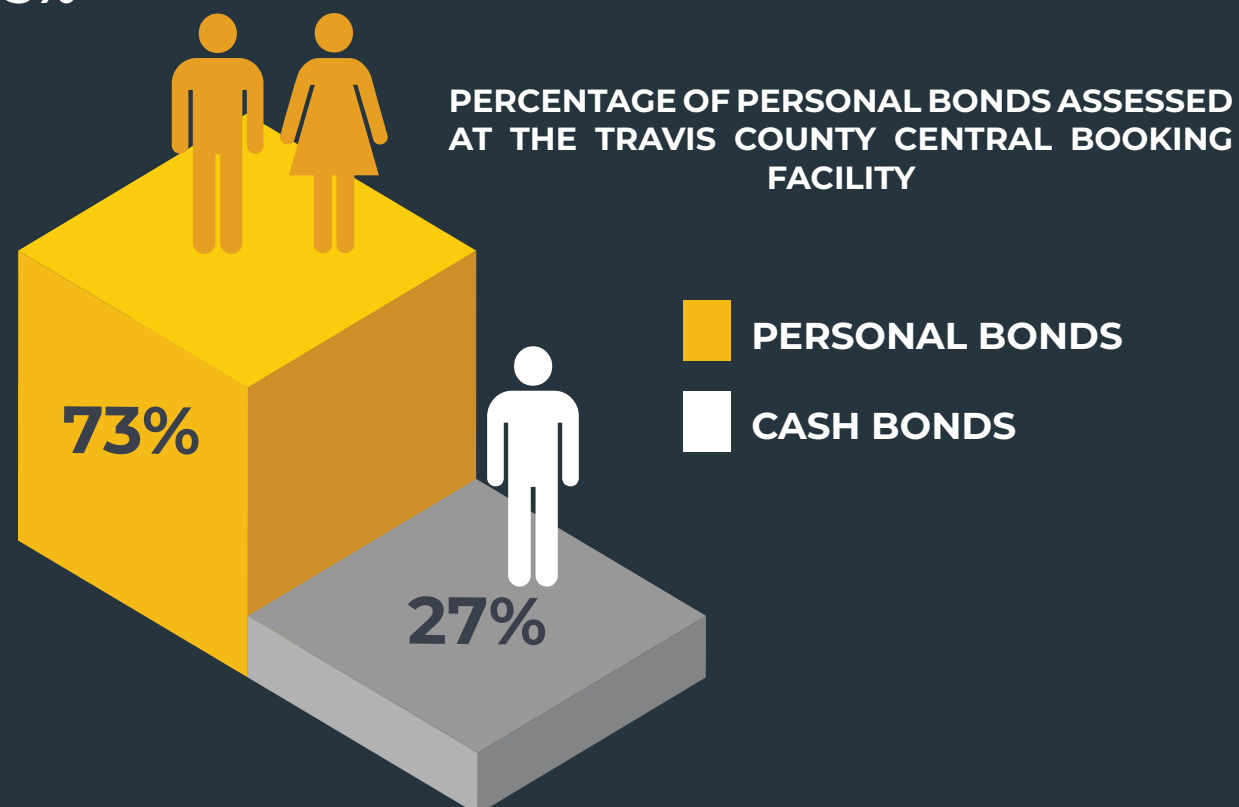 PERCENTAGE OF PERSONAL BONDS ASSESSED
AT THE TRAVIS COUNTY CENTRAL BOOKING
FACILITY
PERSONAL BONDS
CASH BONDS
73%
27%